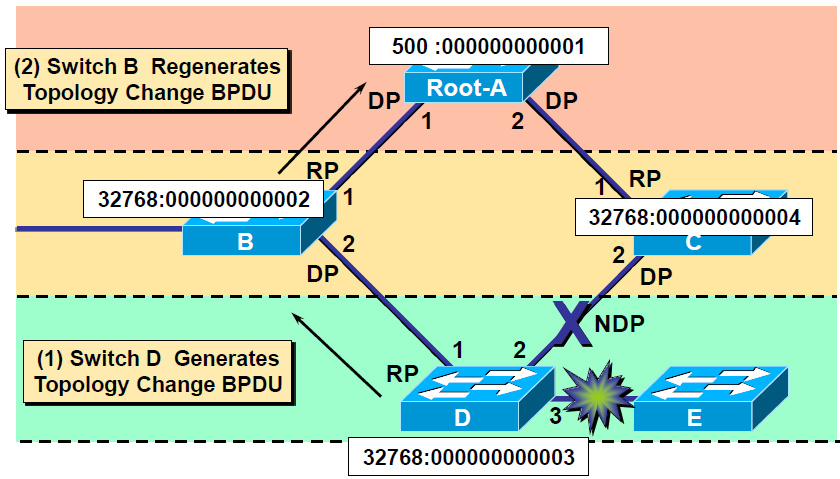 500 :000000000001
(2) Switch B  Regenerates
Topology Change BPDU
Root-A
DP
DP
1
2
RP
RP
32768:000000000002
1
1
32768:000000000004
B
2
C
2
DP
DP
NDP
(1) Switch D  Generates
Topology Change BPDU
1
2
RP
D
3
E
32768:000000000003